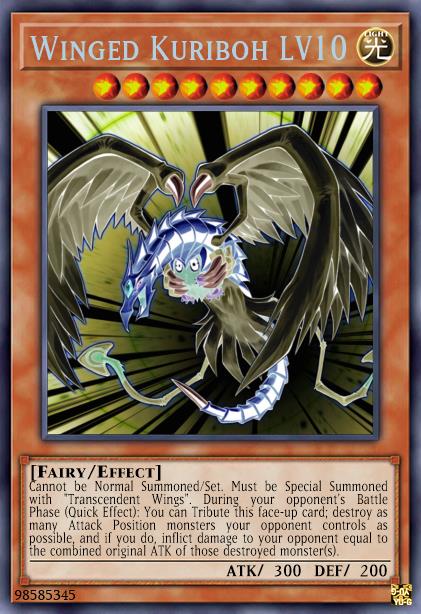 WINGED KURIBOH LV10
LIGHT
光
[FAIRY/EFFECT]
Cannot be Normal Summoned/Set. Must be Special Summoned
with "Transcendent Wings". During your opponent's Battle
Phase (Quick Effect): You can Tribute this face-up card; destroy as
many Attack Position monsters your opponent controls as
possible, and if you do, inflict damage to your opponent equal to
the combined original ATK of those destroyed monster(s).
ATK/ 300 DEF/ 200
98585345